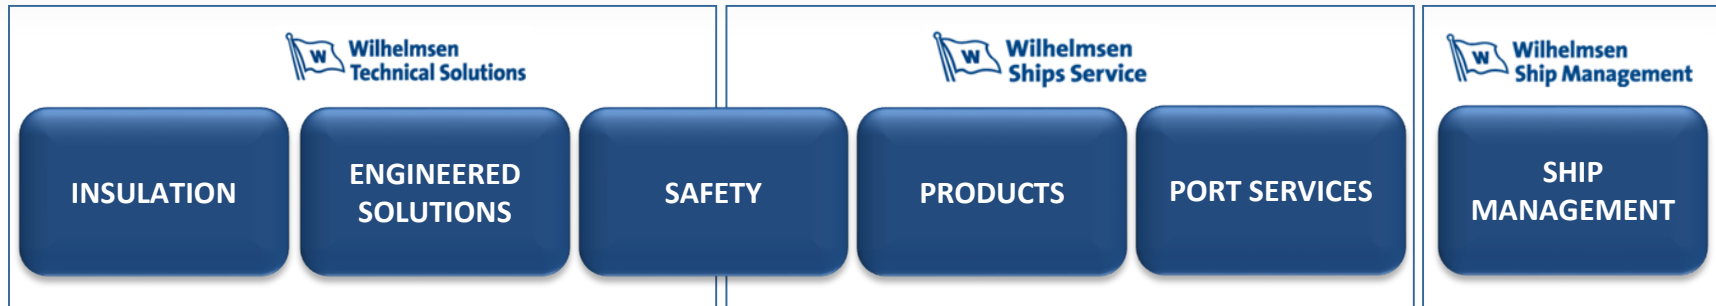 Wilhelmsen
Technical Solutions
Wilhelmsen
Ships Service
Wilhelmsen
Ship Management
INSULATION
ENGINEERED
SOLUTIONS
SAFETY
PRODUCTS
PORT SERVICES
SHIP
MANAGEMENT